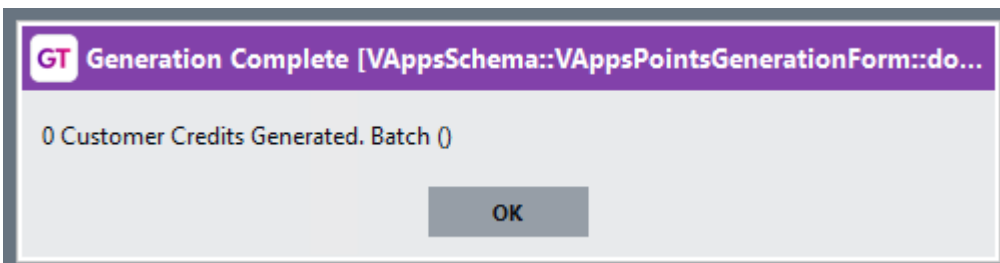 GT Generation Complete [VAppsSchema::VAppsPointsGenerationForm::do...
0 Customer Credits Generated. Batch ()
OK